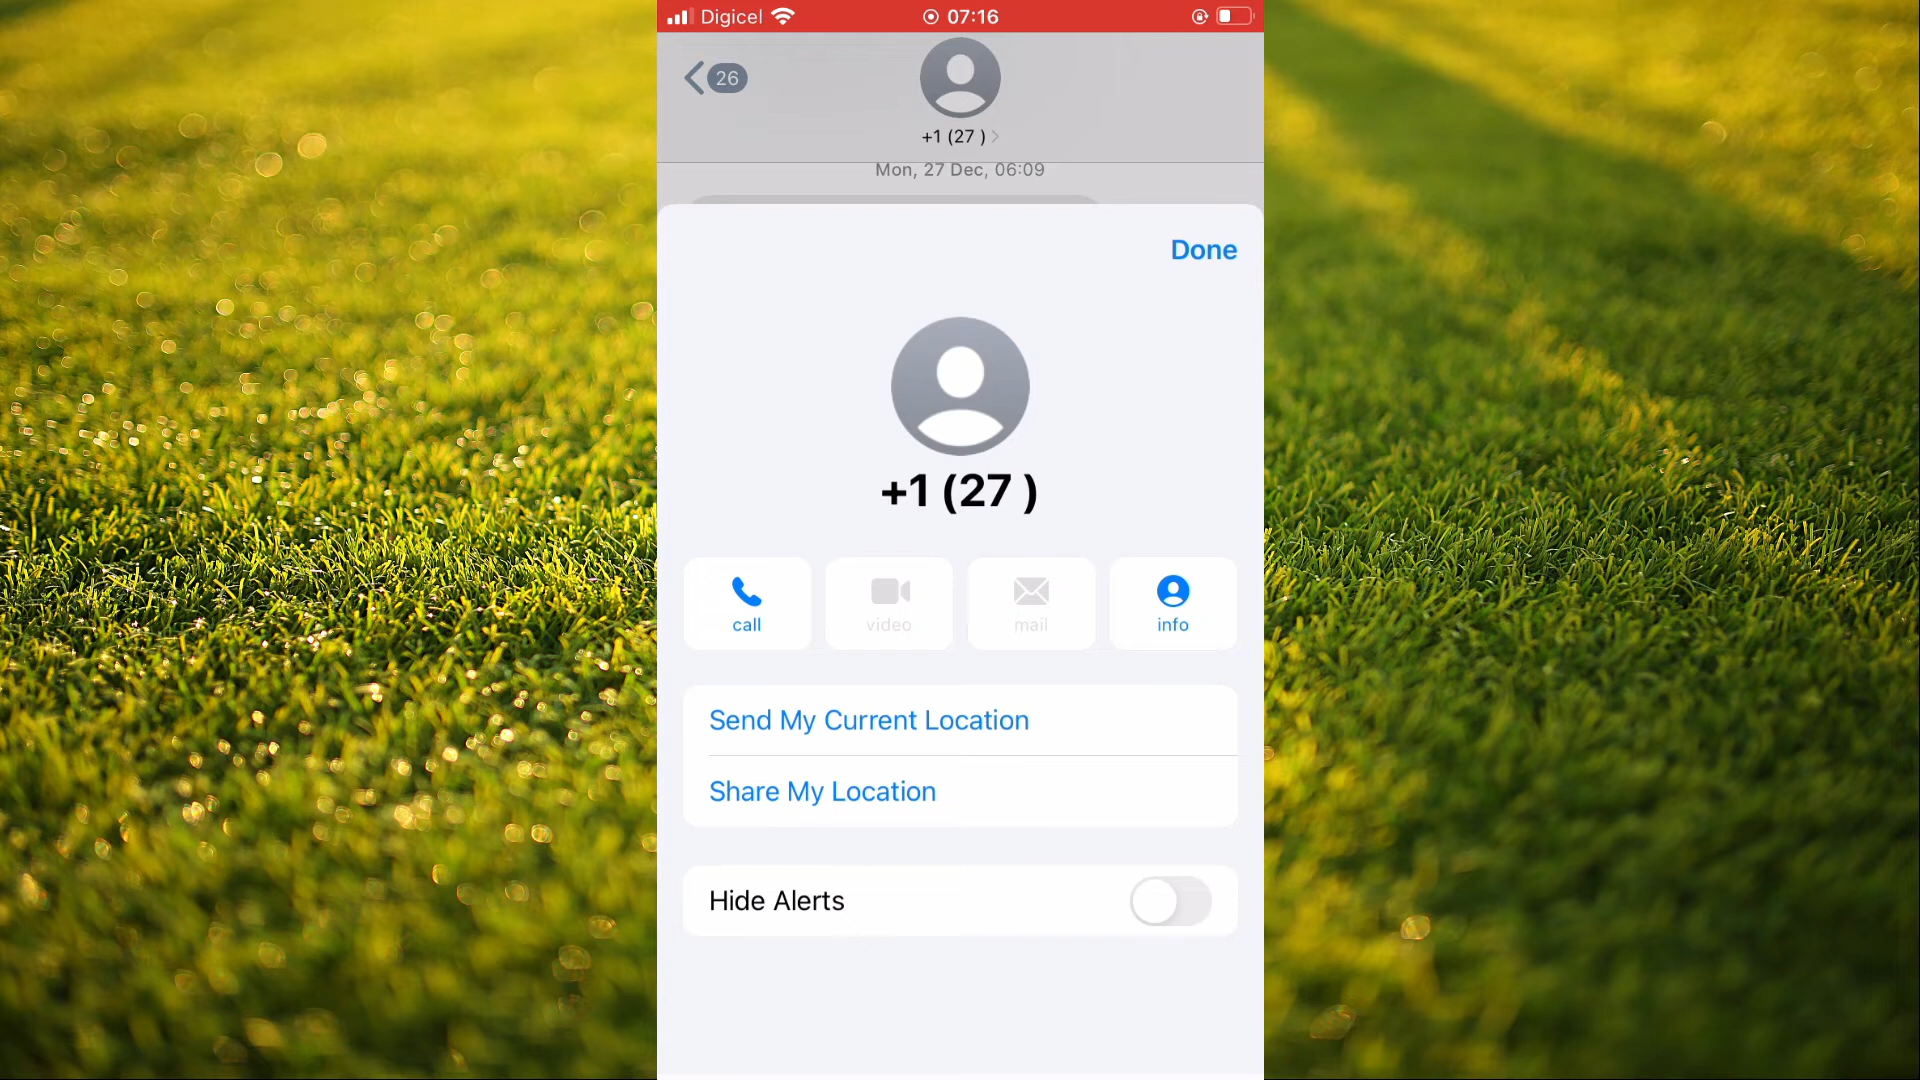 Digicel 07:16
26
+1 (27 )
Mon, 27 Dec, 06:09
Done
+1 (27 )
call video mail info
Send My Current Location
Share My Location
Hide Alerts